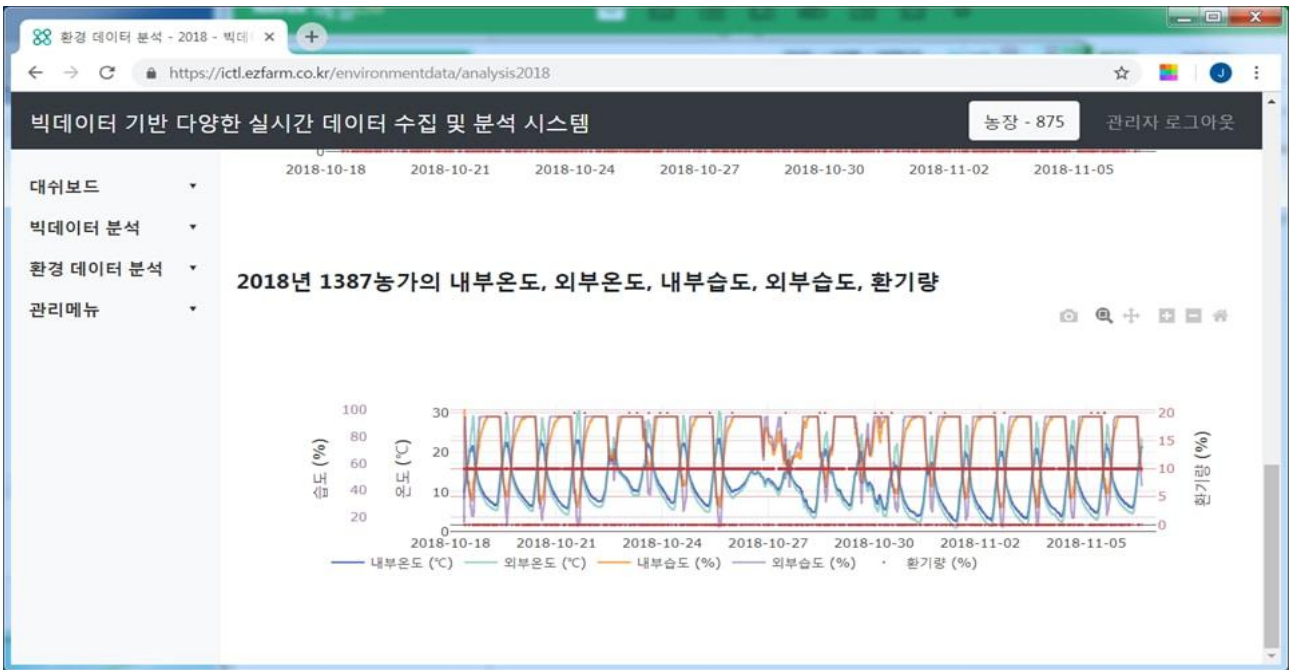 환경 데이터 분석 - 2018 - 빅데
https://ictl.ezfarm.co.kr/environmentdata/analysis2018
J
빅데이터 기반 다양한 실시간 데이터 수집 및 분석 시스템
농장 - 875
관리자 로그아웃
대쉬보드
빅데이터 분석
환경 데이터 분석
관리메뉴
0
2018-10-18 2018-10-21 2018-10-24 2018-10-27 2018-10-30 2018-11-02 2018-11-05
2018년 1387농가의 내부온도, 외부온도, 내부습도, 외부습도, 환기량
습도 (%)
100
80
60
40
20
온도 (℃)
30
20
10
0
20
15
10
5
0
환기량 (%)
2018-10-18 2018-10-21 2018-10-24 2018-10-27 2018-10-30 2018-11-02 2018-11-05
내부온도 (℃) 외부온도 (℃) 내부습도 (%) 외부습도 (%) 환기량 (%)